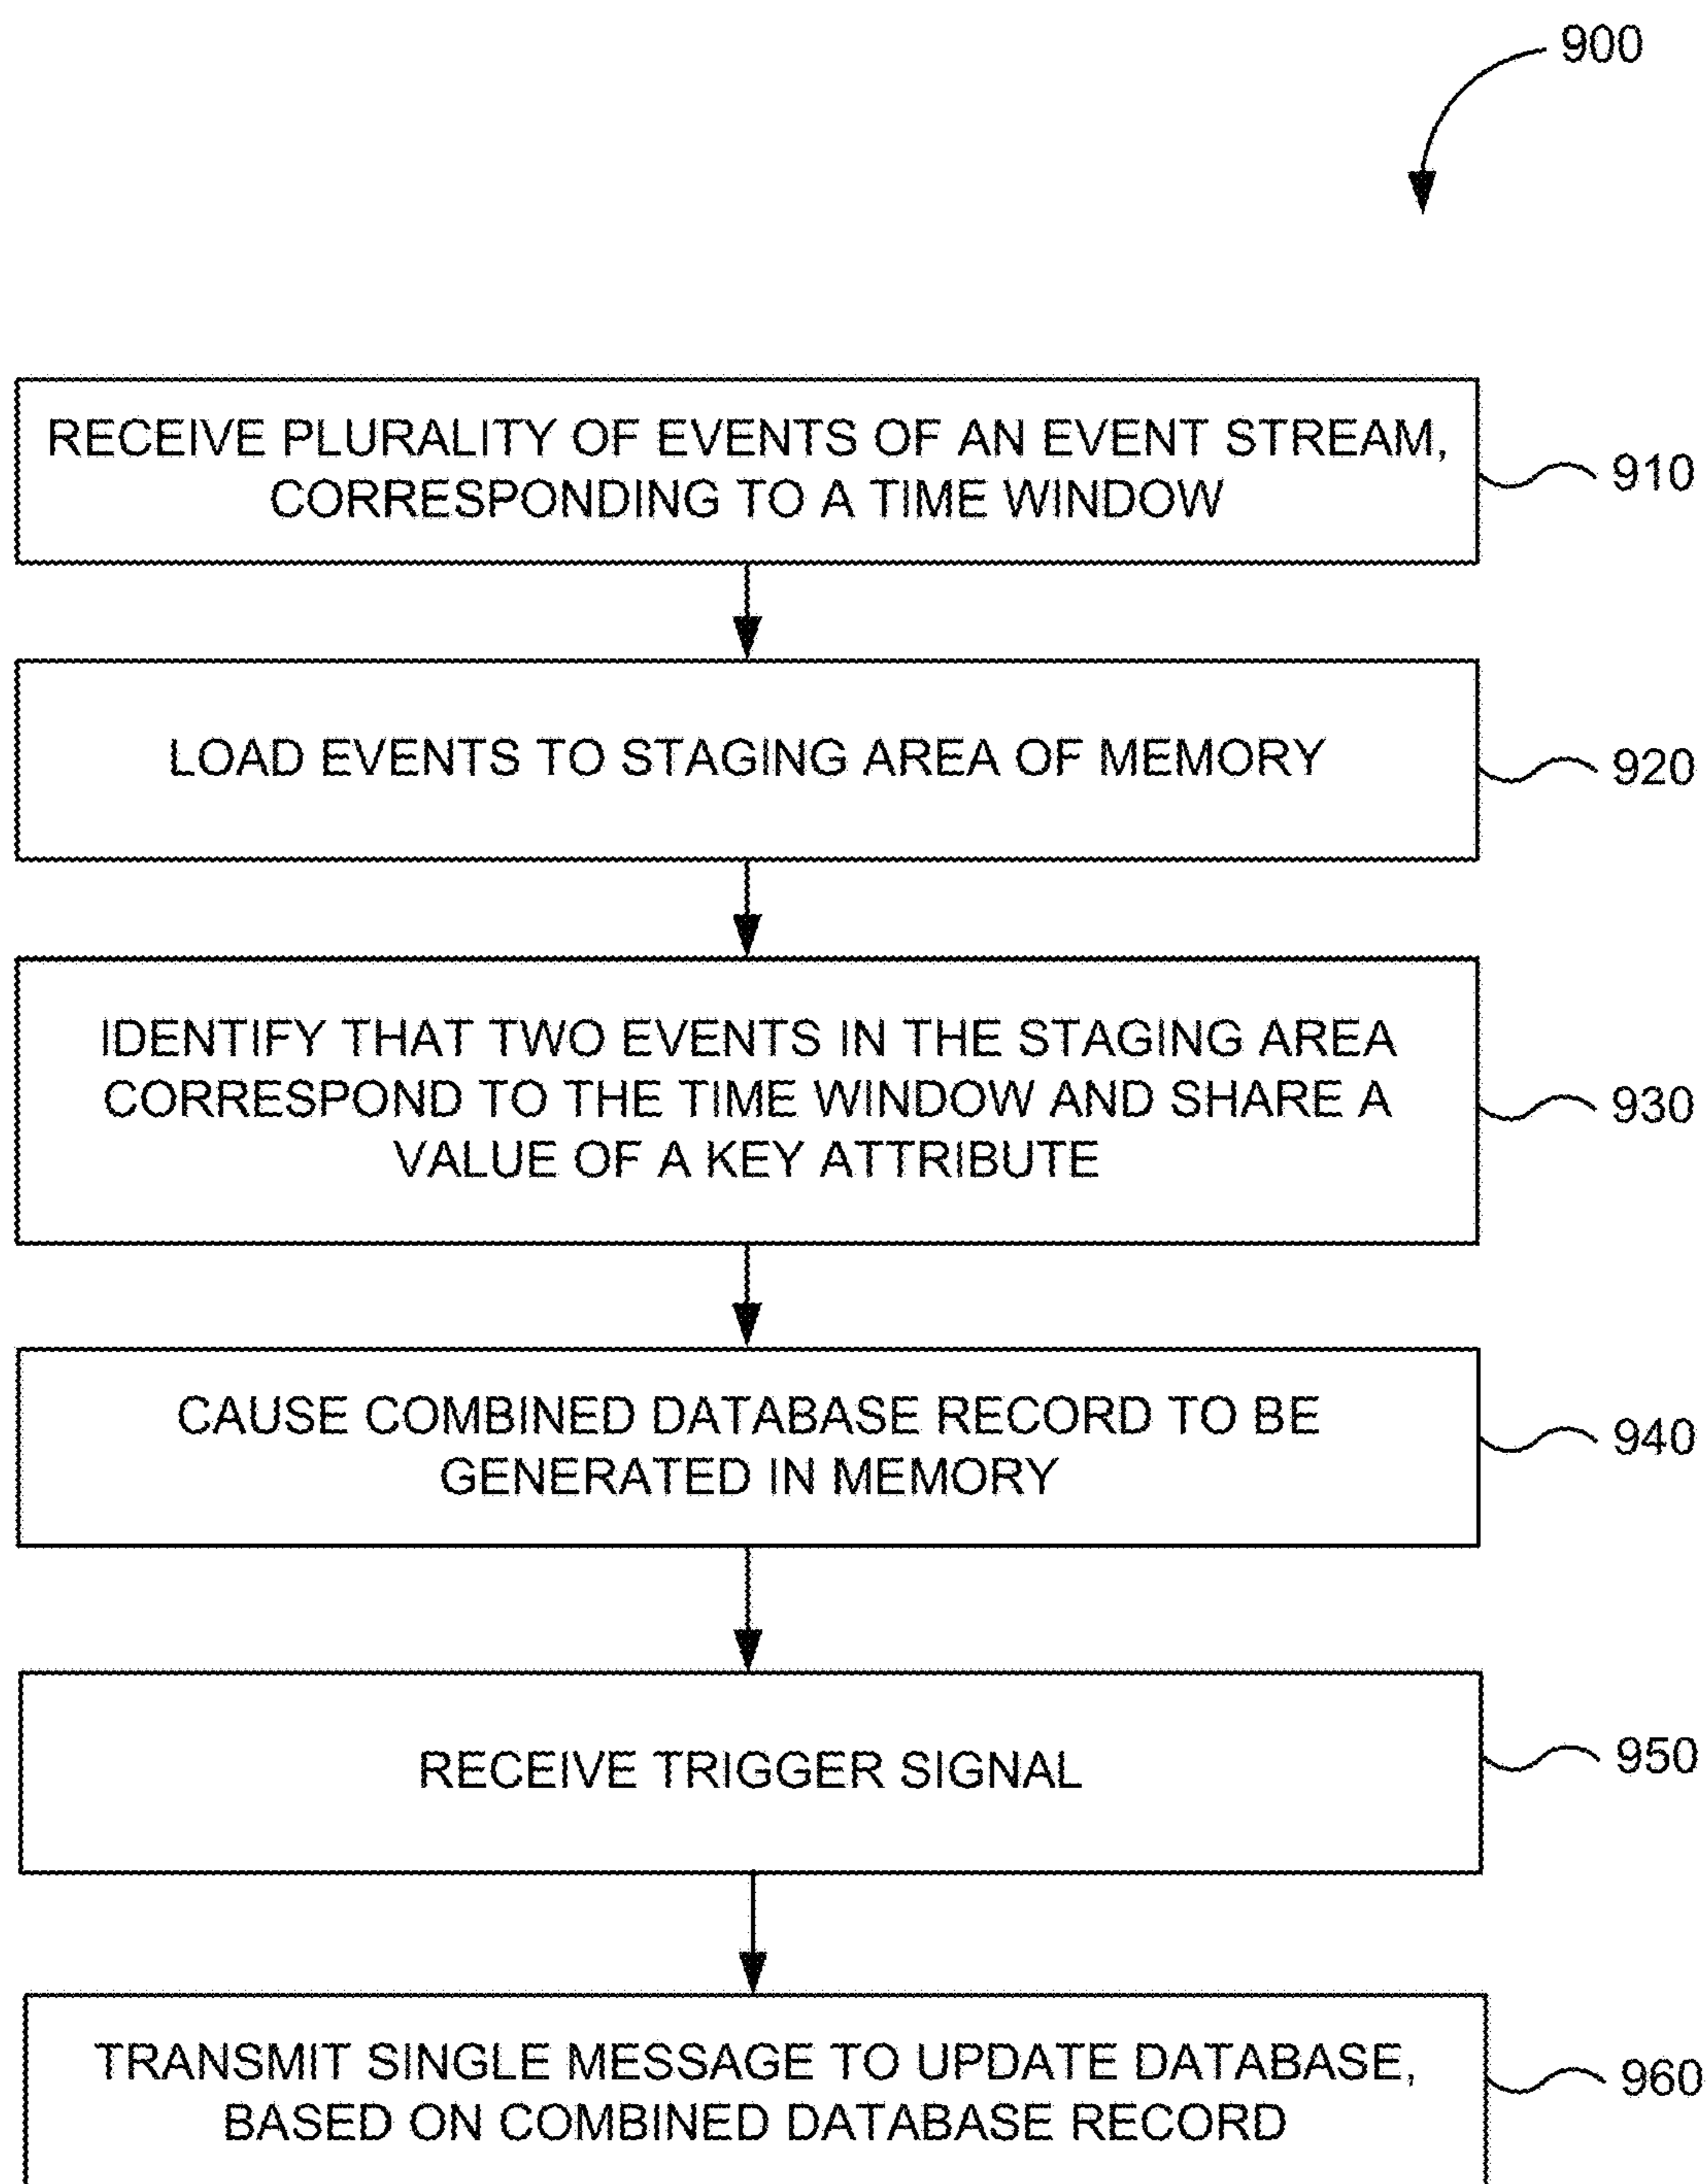 900
RECEIVE PLURALITY OF EVENTS OF AN EVENT STREAM,
CORRESPONDING TO A TIME WINDOW
910
LOAD EVENTS TO STAGING AREA OF MEMORY
920
IDENTIFY THAT TWO EVENTS IN THE STAGING AREA
CORRESPOND TO THE TIME WINDOW AND SHARE A
VALUE OF A KEY ATTRIBUTE
930
CAUSE COMBINED DATABASE RECORD TO BE
GENERATED IN MEMORY
940
RECEIVE TRIGGER SIGNAL
950
TRANSMIT SINGLE MESSAGE TO UPDATE DATABASE,
BASED ON COMBINED DATABASE RECORD
960